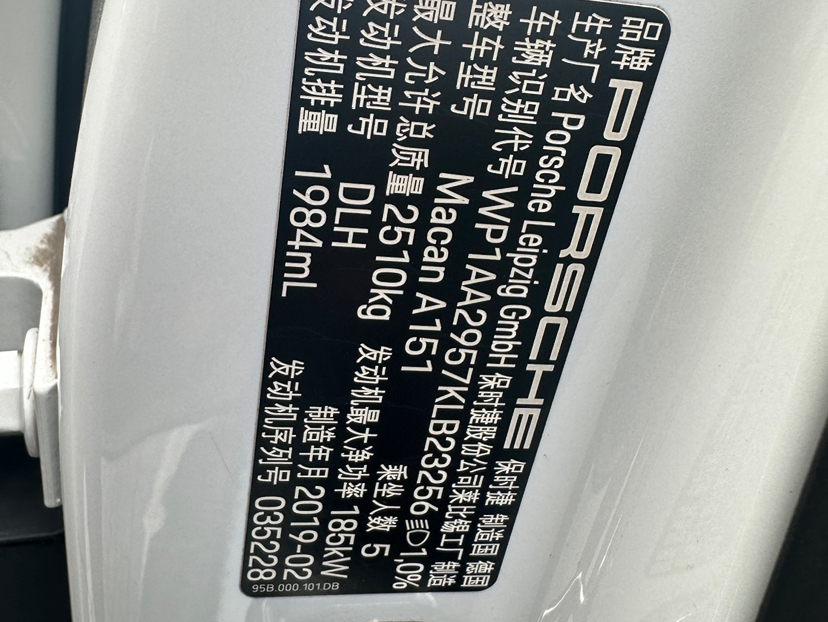 品牌 PORSCHE 保时捷 制造国 德国
生产厂名 Porsche Leipzig GmbH 保时捷股份公司莱比锡工厂制造
车辆识别代号 WP1AA2957KLB23256 1,0%
整车型号 Macan A151 乘坐人数 5
最大允许总质量 2510kg 发动机最大净功率 185kW
发动机型号 DLH 制造年月 2019-02
发动机排量 1984mL 发动机序列号 035228
95B.000.101.DB